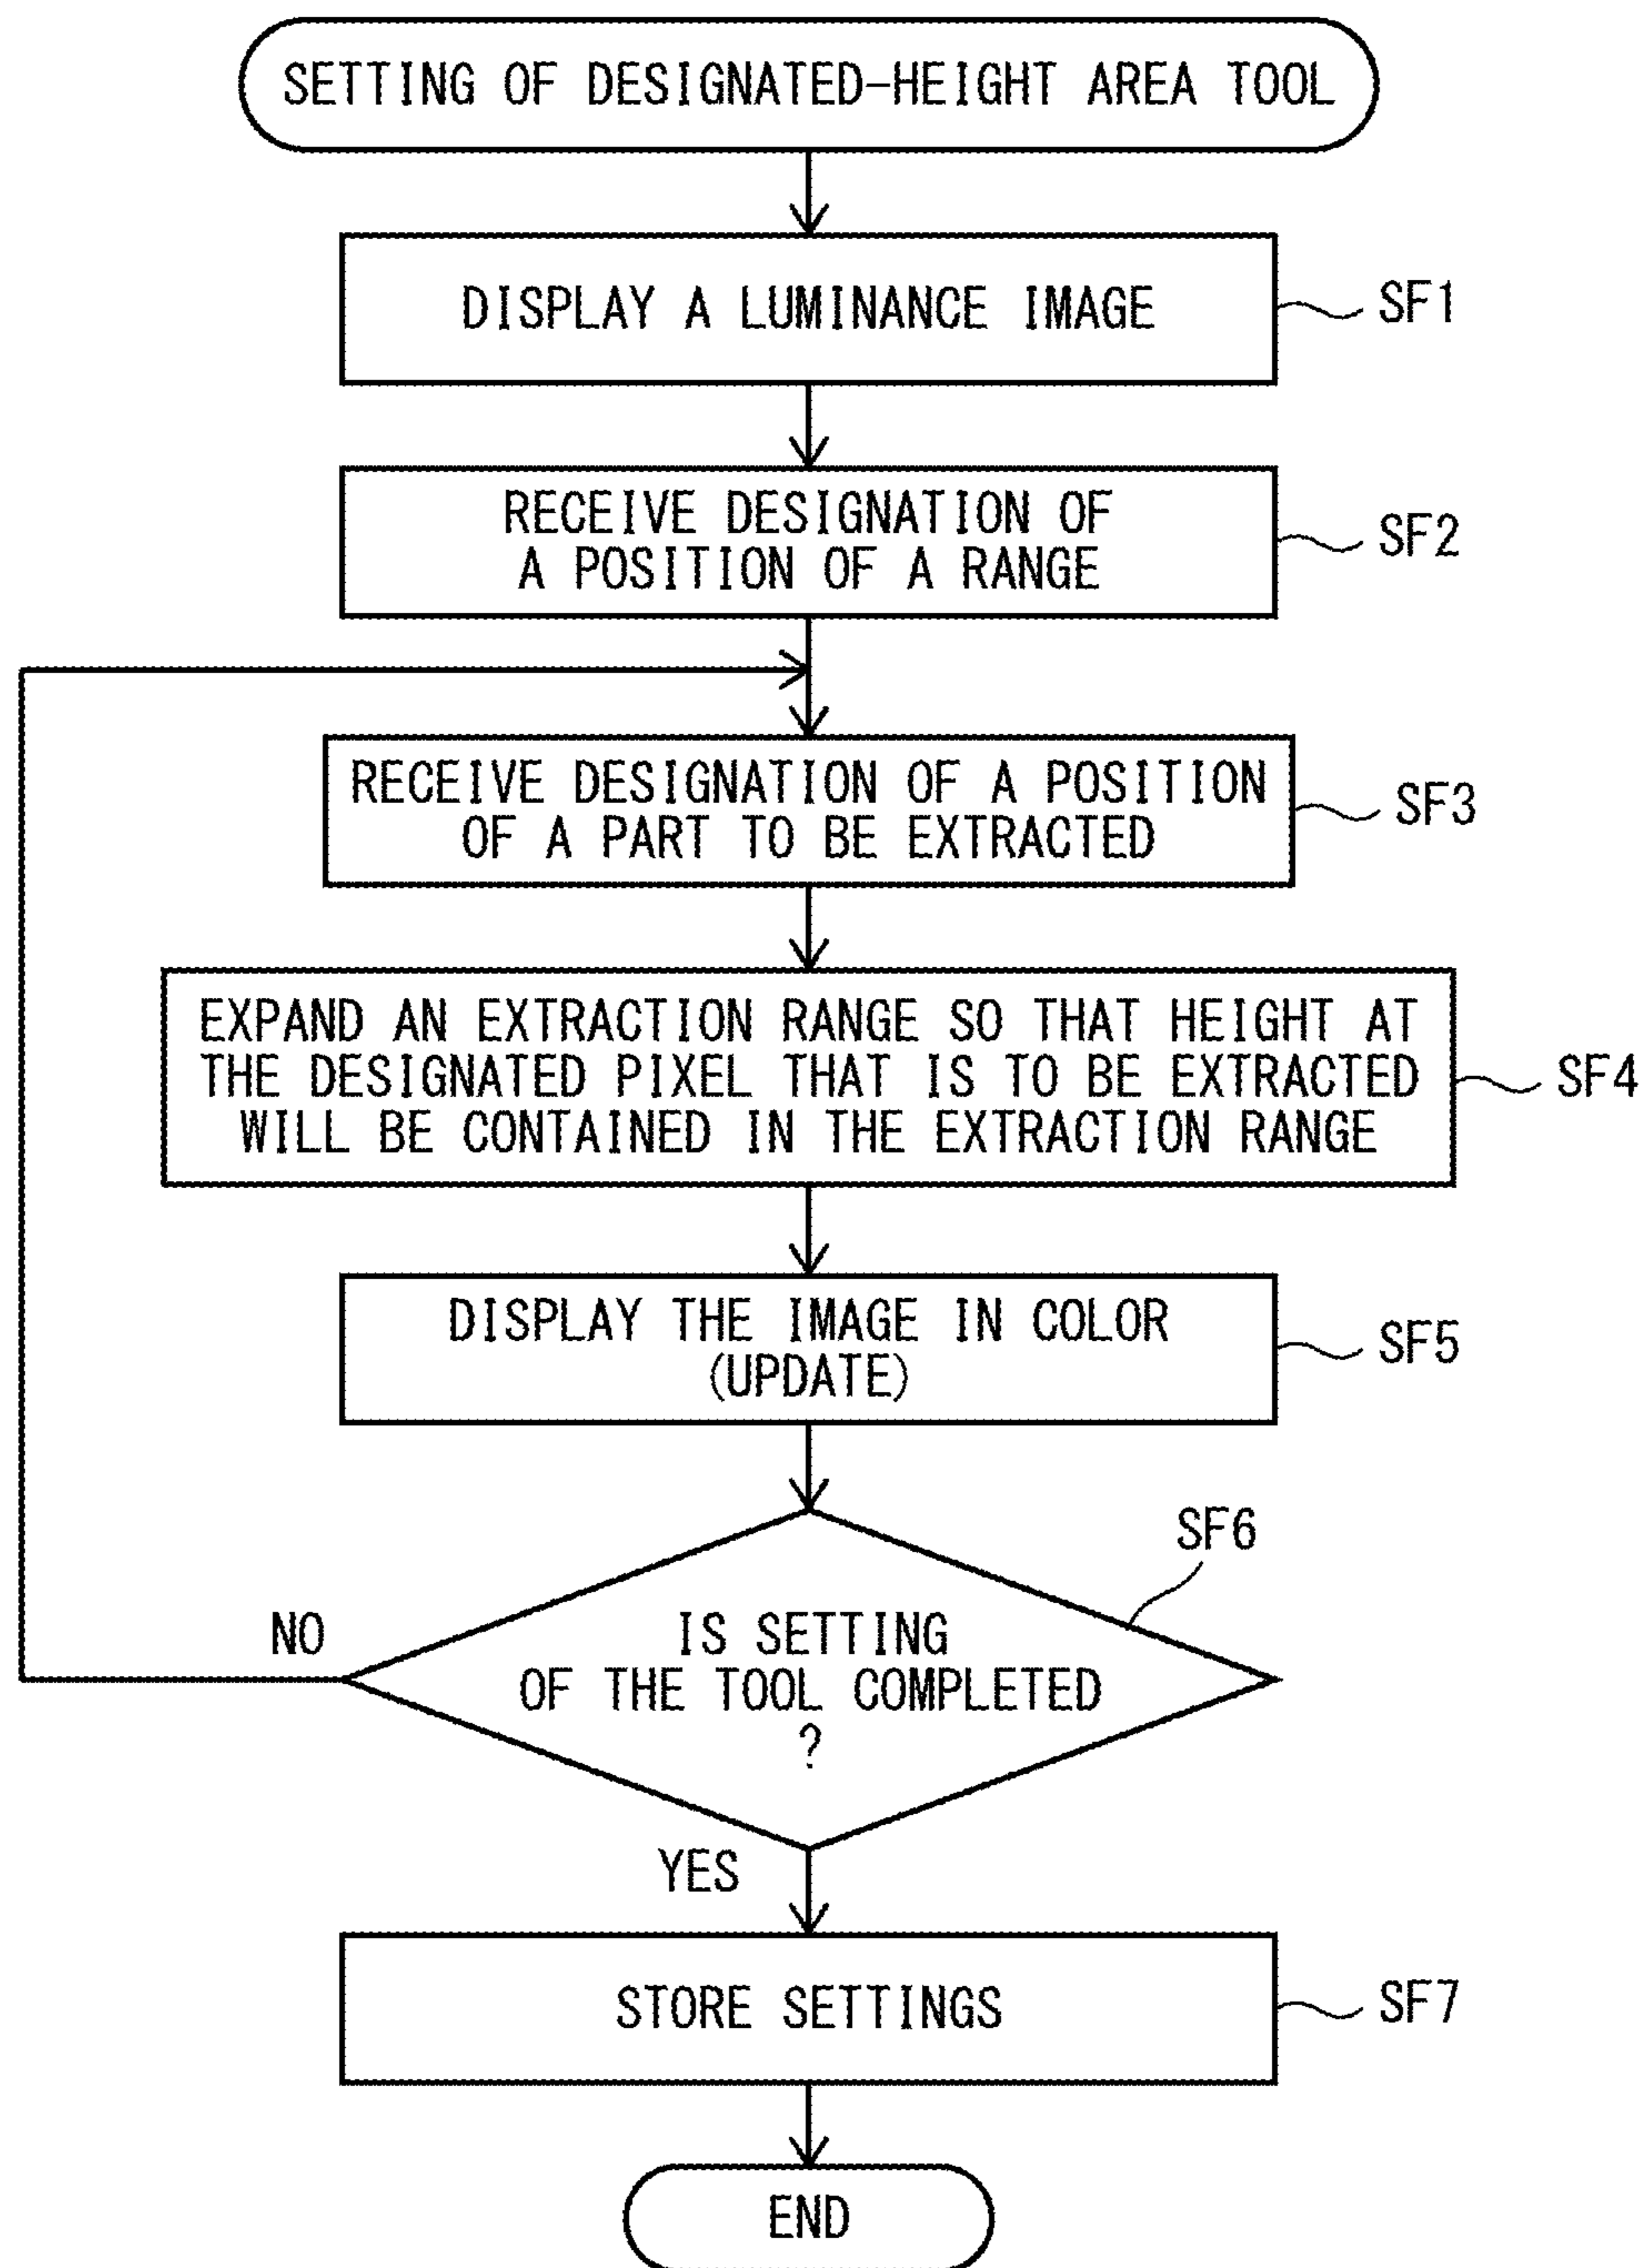 SETTING OF DESIGNATED-HEIGHT AREA TOOL
DISPLAY A LUMINANCE IMAGE
SF1
RECEIVE DESIGNATION OF
A POSITION OF A RANGE
SF2
RECEIVE DESIGNATION OF A POSITION
OF A PART TO BE EXTRACTED
SF3
EXPAND AN EXTRACTION RANGE SO THAT HEIGHT AT
THE DESIGNATED PIXEL THAT IS TO BE EXTRACTED
WILL BE CONTAINED IN THE EXTRACTION RANGE
SF4
DISPLAY THE IMAGE IN COLOR
(UPDATE)
SF5
SF6
NO
IS SETTING
OF THE TOOL COMPLETED
?
YES
STORE SETTINGS
SF7
END